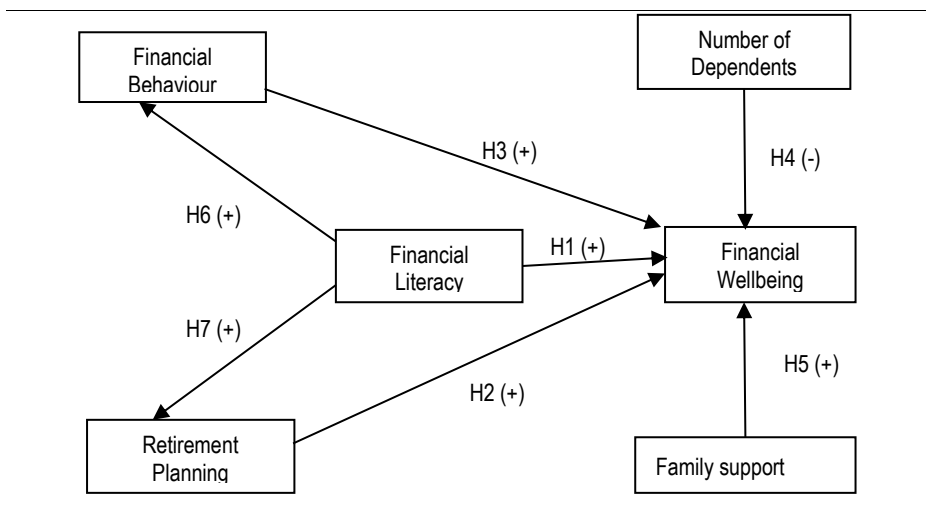 Financial
Behaviour
Number of
Dependents
H3 (+)
H4 (-)
H6 (+)
Financial
Literacy
H1 (+)
Financial
Wellbeing
H7 (+)
H2 (+)
H5 (+)
Retirement
Planning
Family support